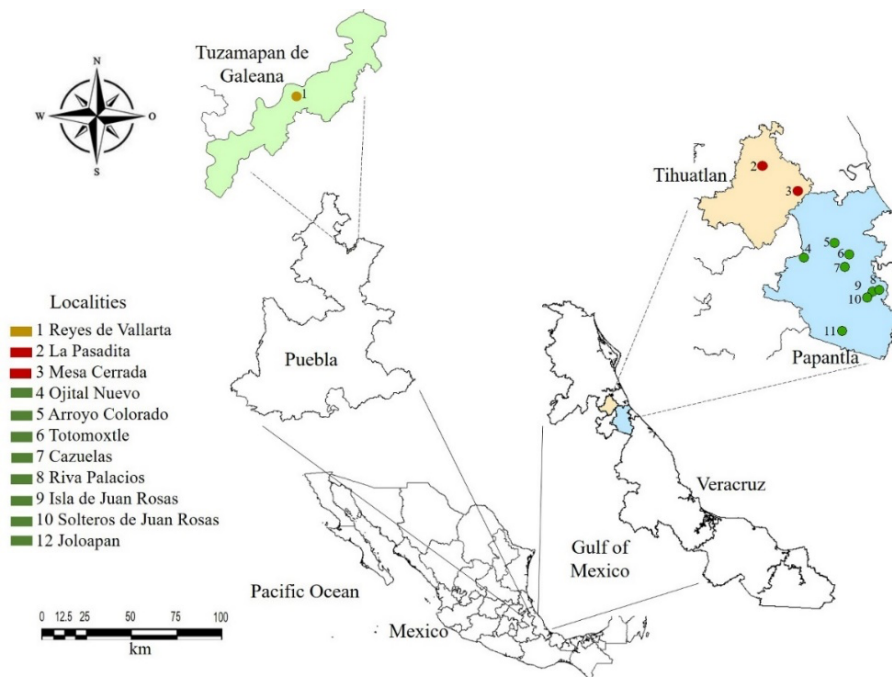 Tuzamapan de
Galeana
1
N
W
O
S
Tihuatlan
2
3
4
5
6
7
8
9
10
11
Papantla
Localities
1 Reyes de Vallarta
2 La Pasadita
3 Mesa Cerrada
4 Ojital Nuevo
5 Arroyo Colorado
6 Totomoxtle
7 Cazuelas
8 Riva Palacios
9 Isla de Juan Rosas
10 Solteros de Juan Rosas
12 Joloapan
Puebla
Veracruz
Gulf of
Mexico
Pacific Ocean
Mexico
0 12.5 25 50 75 100
km